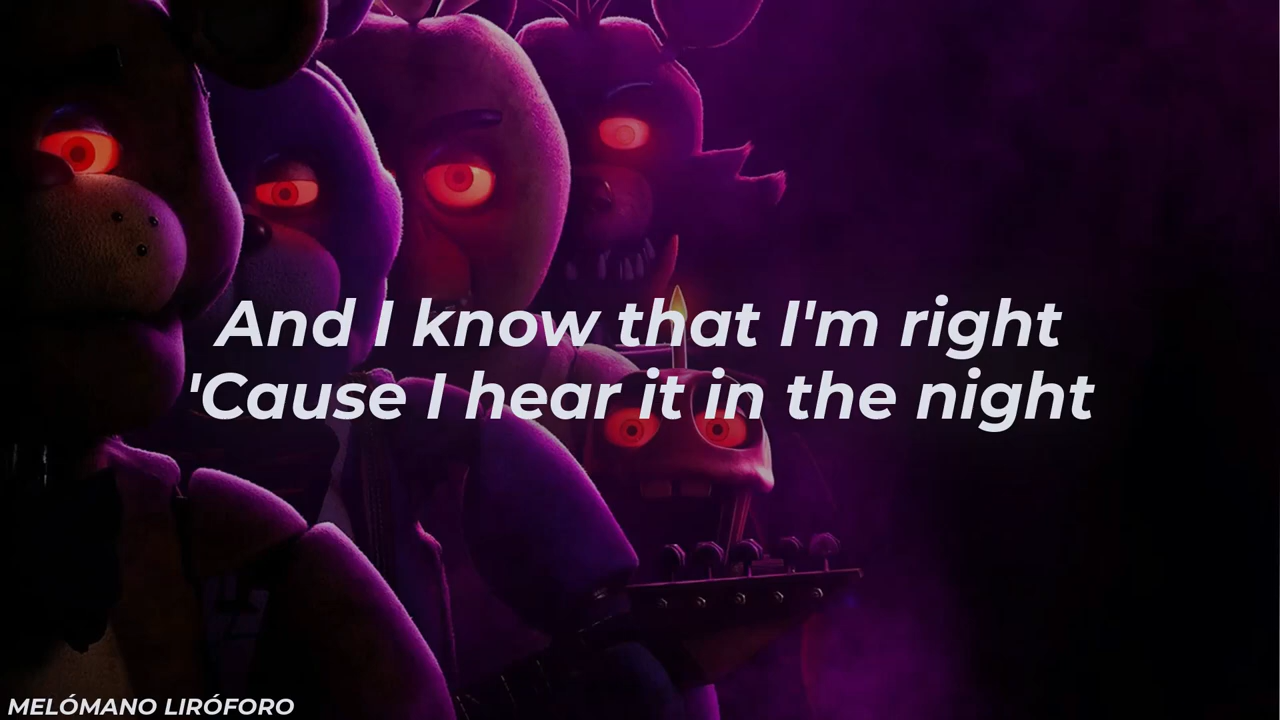 And I know that I'm right
'Cause I hear it in the night
MELÓMANO LIRÓFORO